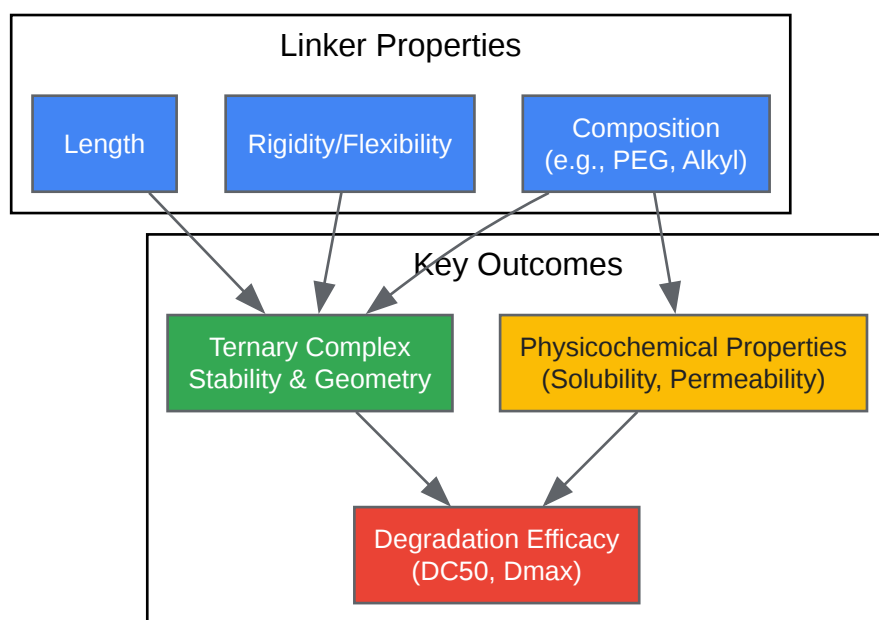 Linker Properties
Length
Rigidity/Flexibility
Composition
(e.g., PEG, Alkyl)
Key Outcomes
Ternary Complex
Stability & Geometry
Physicochemical Properties
(Solubility, Permeability)
Degradation Efficacy
(DC50, Dmax)